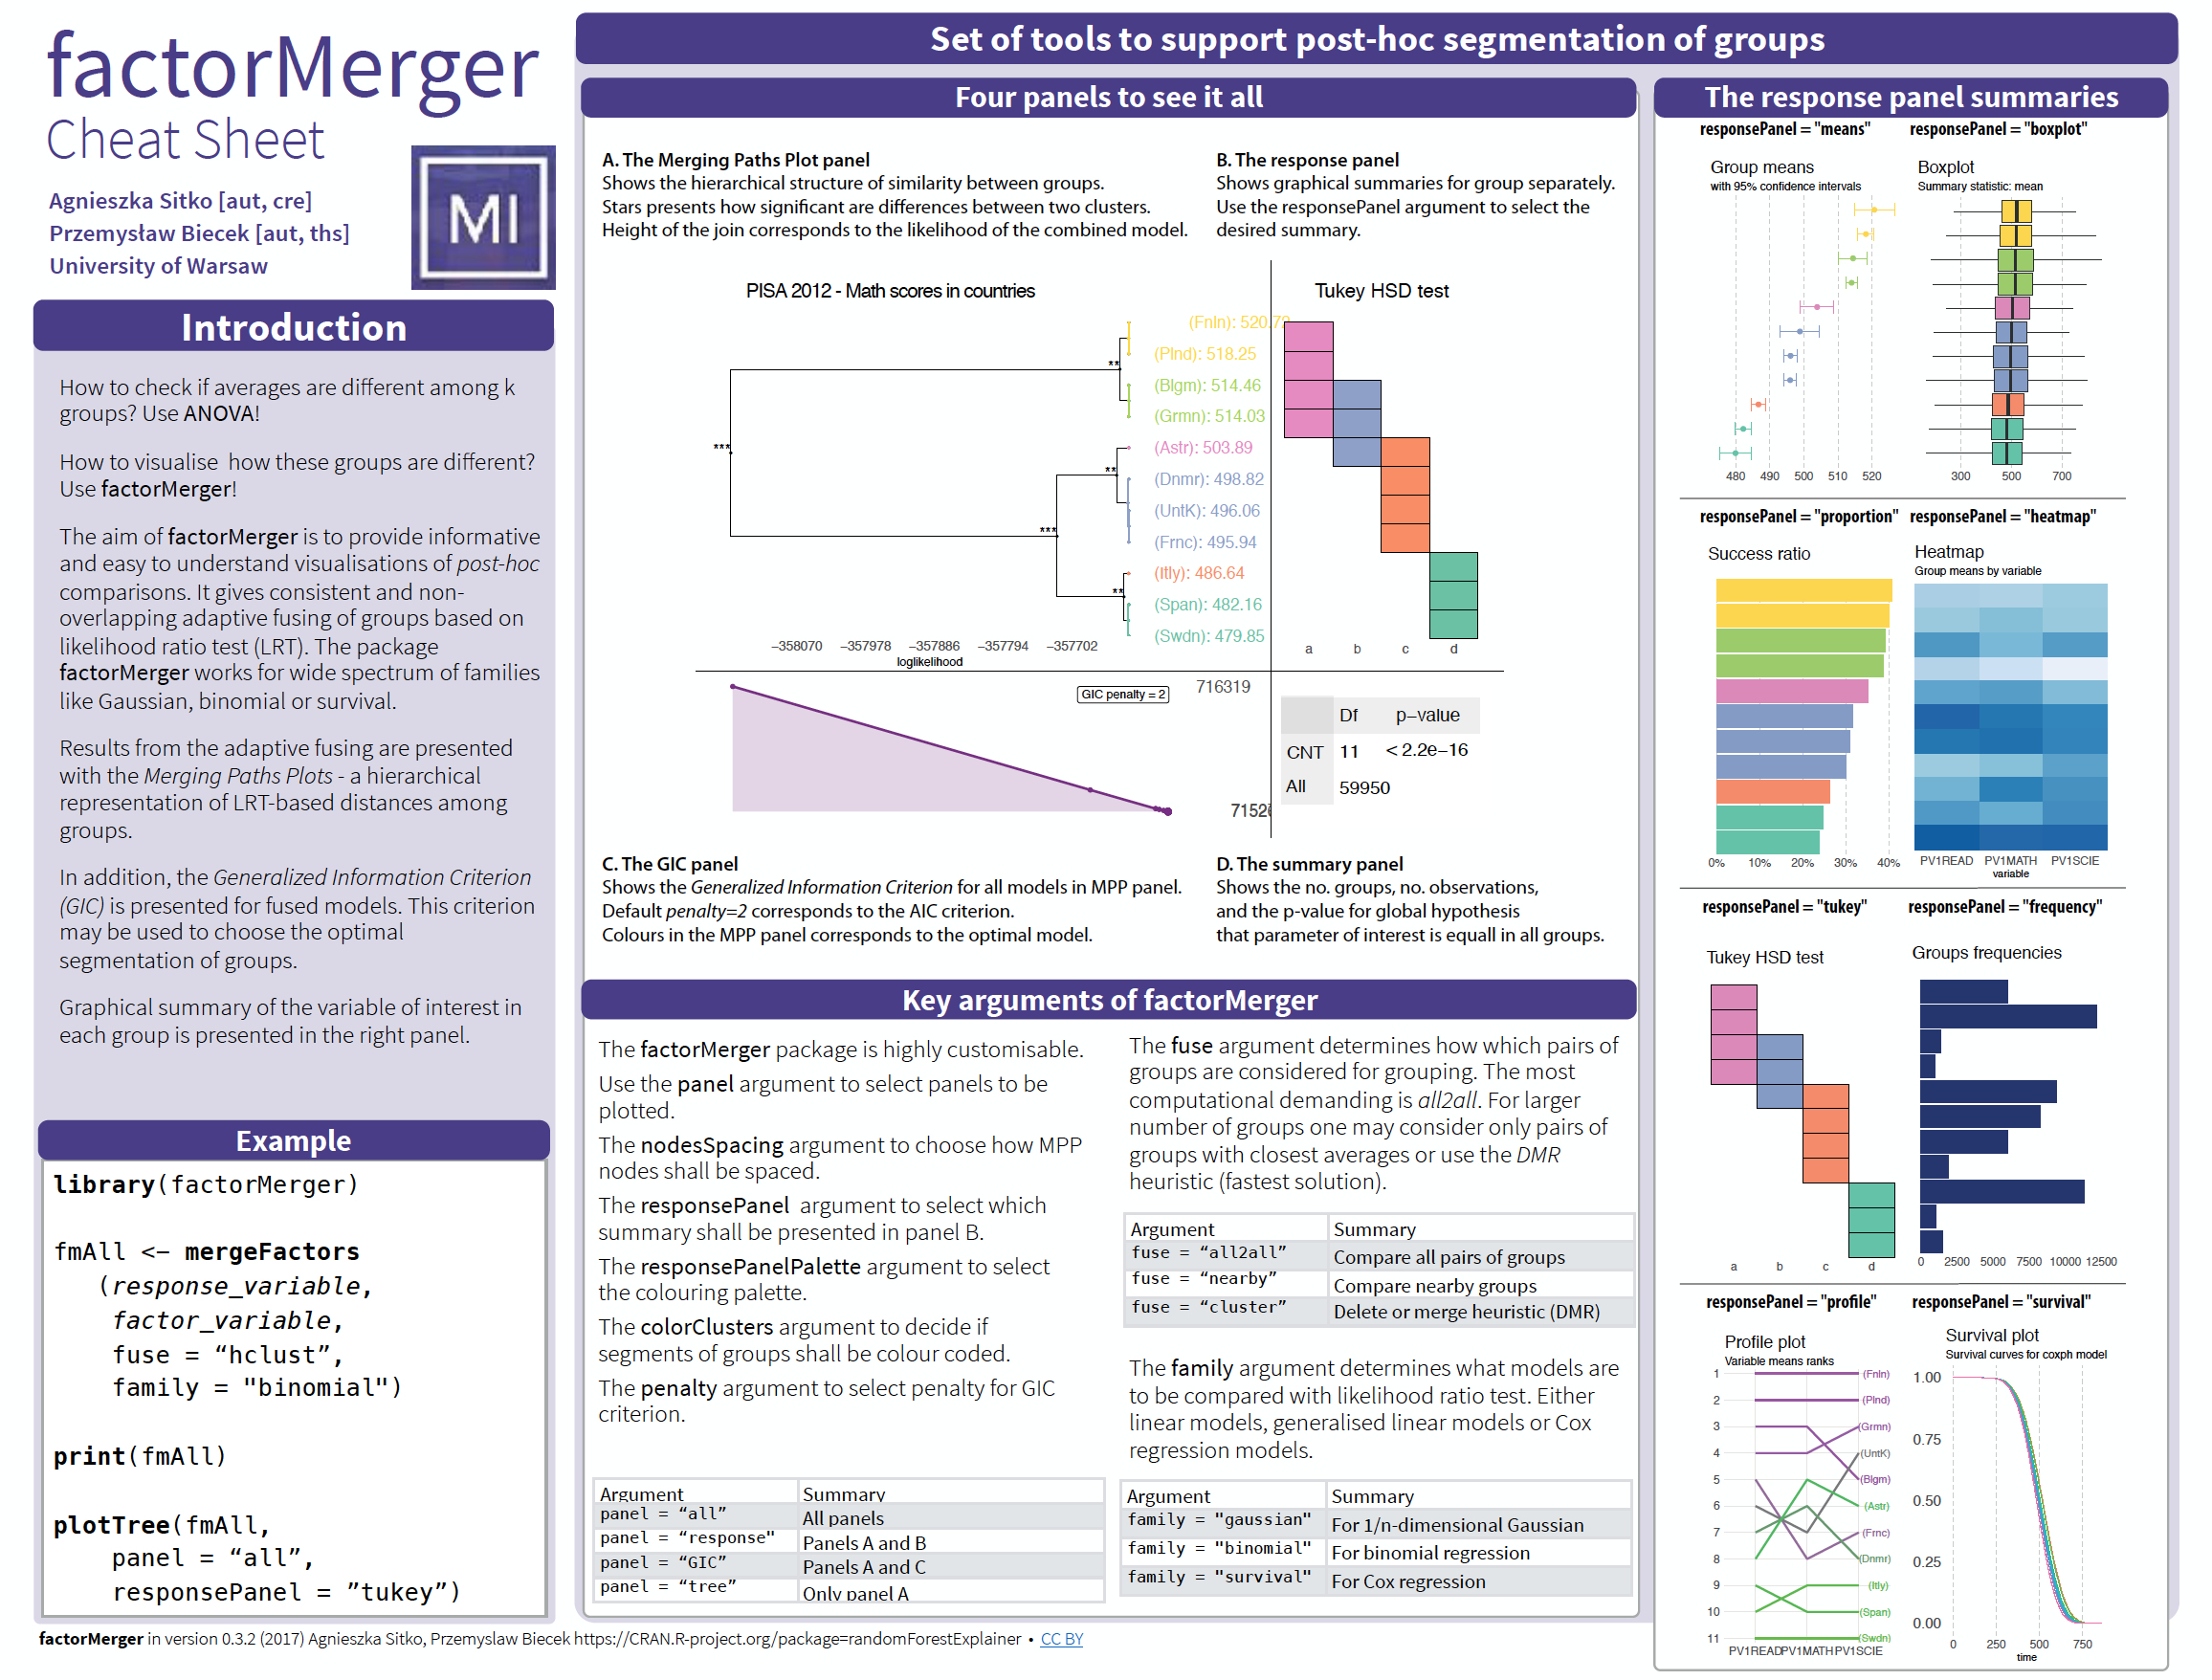 factorMerger
Cheat Sheet
Agnieszka Sitko [aut, cre]
Przemysław Biecek [aut, ths]
University of Warsaw
MI
Introduction
How to check if averages are different among k
groups? Use ANOVA!
How to visualise  how these groups are different?
Use factorMerger!
The aim of factorMerger is to provide informative
and easy to understand visualisations of post-hoc
comparisons. It gives consistent and non-
overlapping adaptive fusing of groups based on
likelihood ratio test (LRT). The package
factorMerger works for wide spectrum of families
like Gaussian, binomial or survival.
Results from the adaptive fusing are presented
with the Merging Paths Plots - a hierarchical
representation of LRT-based distances among
groups.
In addition, the Generalized Information Criterion
(GIC) is presented for fused models. This criterion
may be used to choose the optimal
segmentation of groups.
Graphical summary of the variable of interest in
each group is presented in the right panel.
Example
library(factorMerger)
fmAll <- mergeFactors
(response_variable,
factor_variable,
fuse = “hclust”,
family = "binomial")
print(fmAll)
plotTree(fmAll,
panel = “all”,
responsePanel = ”tukey”)
Set of tools to support post-hoc segmentation of groups
Four panels to see it all
A. The Merging Paths Plot panel
Shows the hierarchical structure of similarity between groups.
Stars presents how significant are differences between two clusters.
Height of the join corresponds to the likelihood of the combined model.
B. The response panel
Shows graphical summaries for group separately.
Use the responsePanel argument to select the
desired summary.
PISA 2012 - Math scores in countries
(Fnln): 520.72
(Plnd): 518.25
(Blgm): 514.46
(Grmn): 514.03
(Astr): 503.89
(Dnmr): 498.82
(UntK): 496.06
(Frnc): 495.94
(Itly): 486.64
(Span): 482.16
(Swdn): 479.85
**
***
**
***
**
−358070 −357978 −357886 −357794 −357702
loglikelihood
Tukey HSD test
a b c d
GIC penalty = 2
716319
7152
Df p−value
CNT 11 < 2.2e−16
All 59950
C. The GIC panel
Shows the Generalized Information Criterion for all models in MPP panel.
Default penalty=2 corresponds to the AIC criterion.
Colours in the MPP panel corresponds to the optimal model.
D. The summary panel
Shows the no. groups, no. observations,
and the p-value for global hypothesis
that parameter of interest is equall in all groups.
Key arguments of factorMerger
The factorMerger package is highly customisable.
Use the panel argument to select panels to be
plotted.
The nodesSpacing argument to choose how MPP
nodes shall be spaced.
The responsePanel  argument to select which
summary shall be presented in panel B.
The responsePanelPalette argument to select
the colouring palette.
The colorClusters argument to decide if
segments of groups shall be colour coded.
The penalty argument to select penalty for GIC
criterion.
Argument Summary
panel = “all” All panels
panel = “response" Panels A and B
panel = “GIC” Panels A and C
panel = “tree” Only panel A
The fuse argument determines how which pairs of
groups are considered for grouping. The most
computational demanding is all2all. For larger
number of groups one may consider only pairs of
groups with closest averages or use the DMR
heuristic (fastest solution).
Argument Summary
fuse = “all2all” Compare all pairs of groups
fuse = “nearby” Compare nearby groups
fuse = “cluster” Delete or merge heuristic (DMR)
The family argument determines what models are
to be compared with likelihood ratio test. Either
linear models, generalised linear models or Cox
regression models.
Argument Summary
family = "gaussian" For 1/n-dimensional Gaussian
family = "binomial" For binomial regression
family = "survival" For Cox regression
The response panel summaries
responsePanel = "means"
Group means
with 95% confidence intervals
480 490 500 510 520
responsePanel = "boxplot"
Boxplot
Summary statistic: mean
300 500 700
responsePanel = "proportion"
Success ratio
0% 10% 20% 30% 40%
responsePanel = "heatmap"
Heatmap
Group means by variable
PV1READ PV1MATH PV1SCIE
variable
responsePanel = "tukey"
Tukey HSD test
a b c d
responsePanel = "frequency"
Groups frequencies
0 2500 5000 7500 10000 12500
responsePanel = "profile"
Profile plot
Variable means ranks
1 (Fnln)
2 (Plnd)
3 (Grmn)
4 (UntK)
5 (Blgm)
6 (Astr)
7 (Frnc)
8 (Dnmr)
9 (Itly)
10 (Span)
11 (Swdn)
PV1READ PV1MATH PV1SCIE
responsePanel = "survival"
Survival plot
Survival curves for coxph model
1.00
0.75
0.50
0.25
0.00
0 250 500 750
time
factorMerger in version 0.3.2 (2017) Agnieszka Sitko, Przemyslaw Biecek https://CRAN.R-project.org/package=randomForestExplainer • CC BY